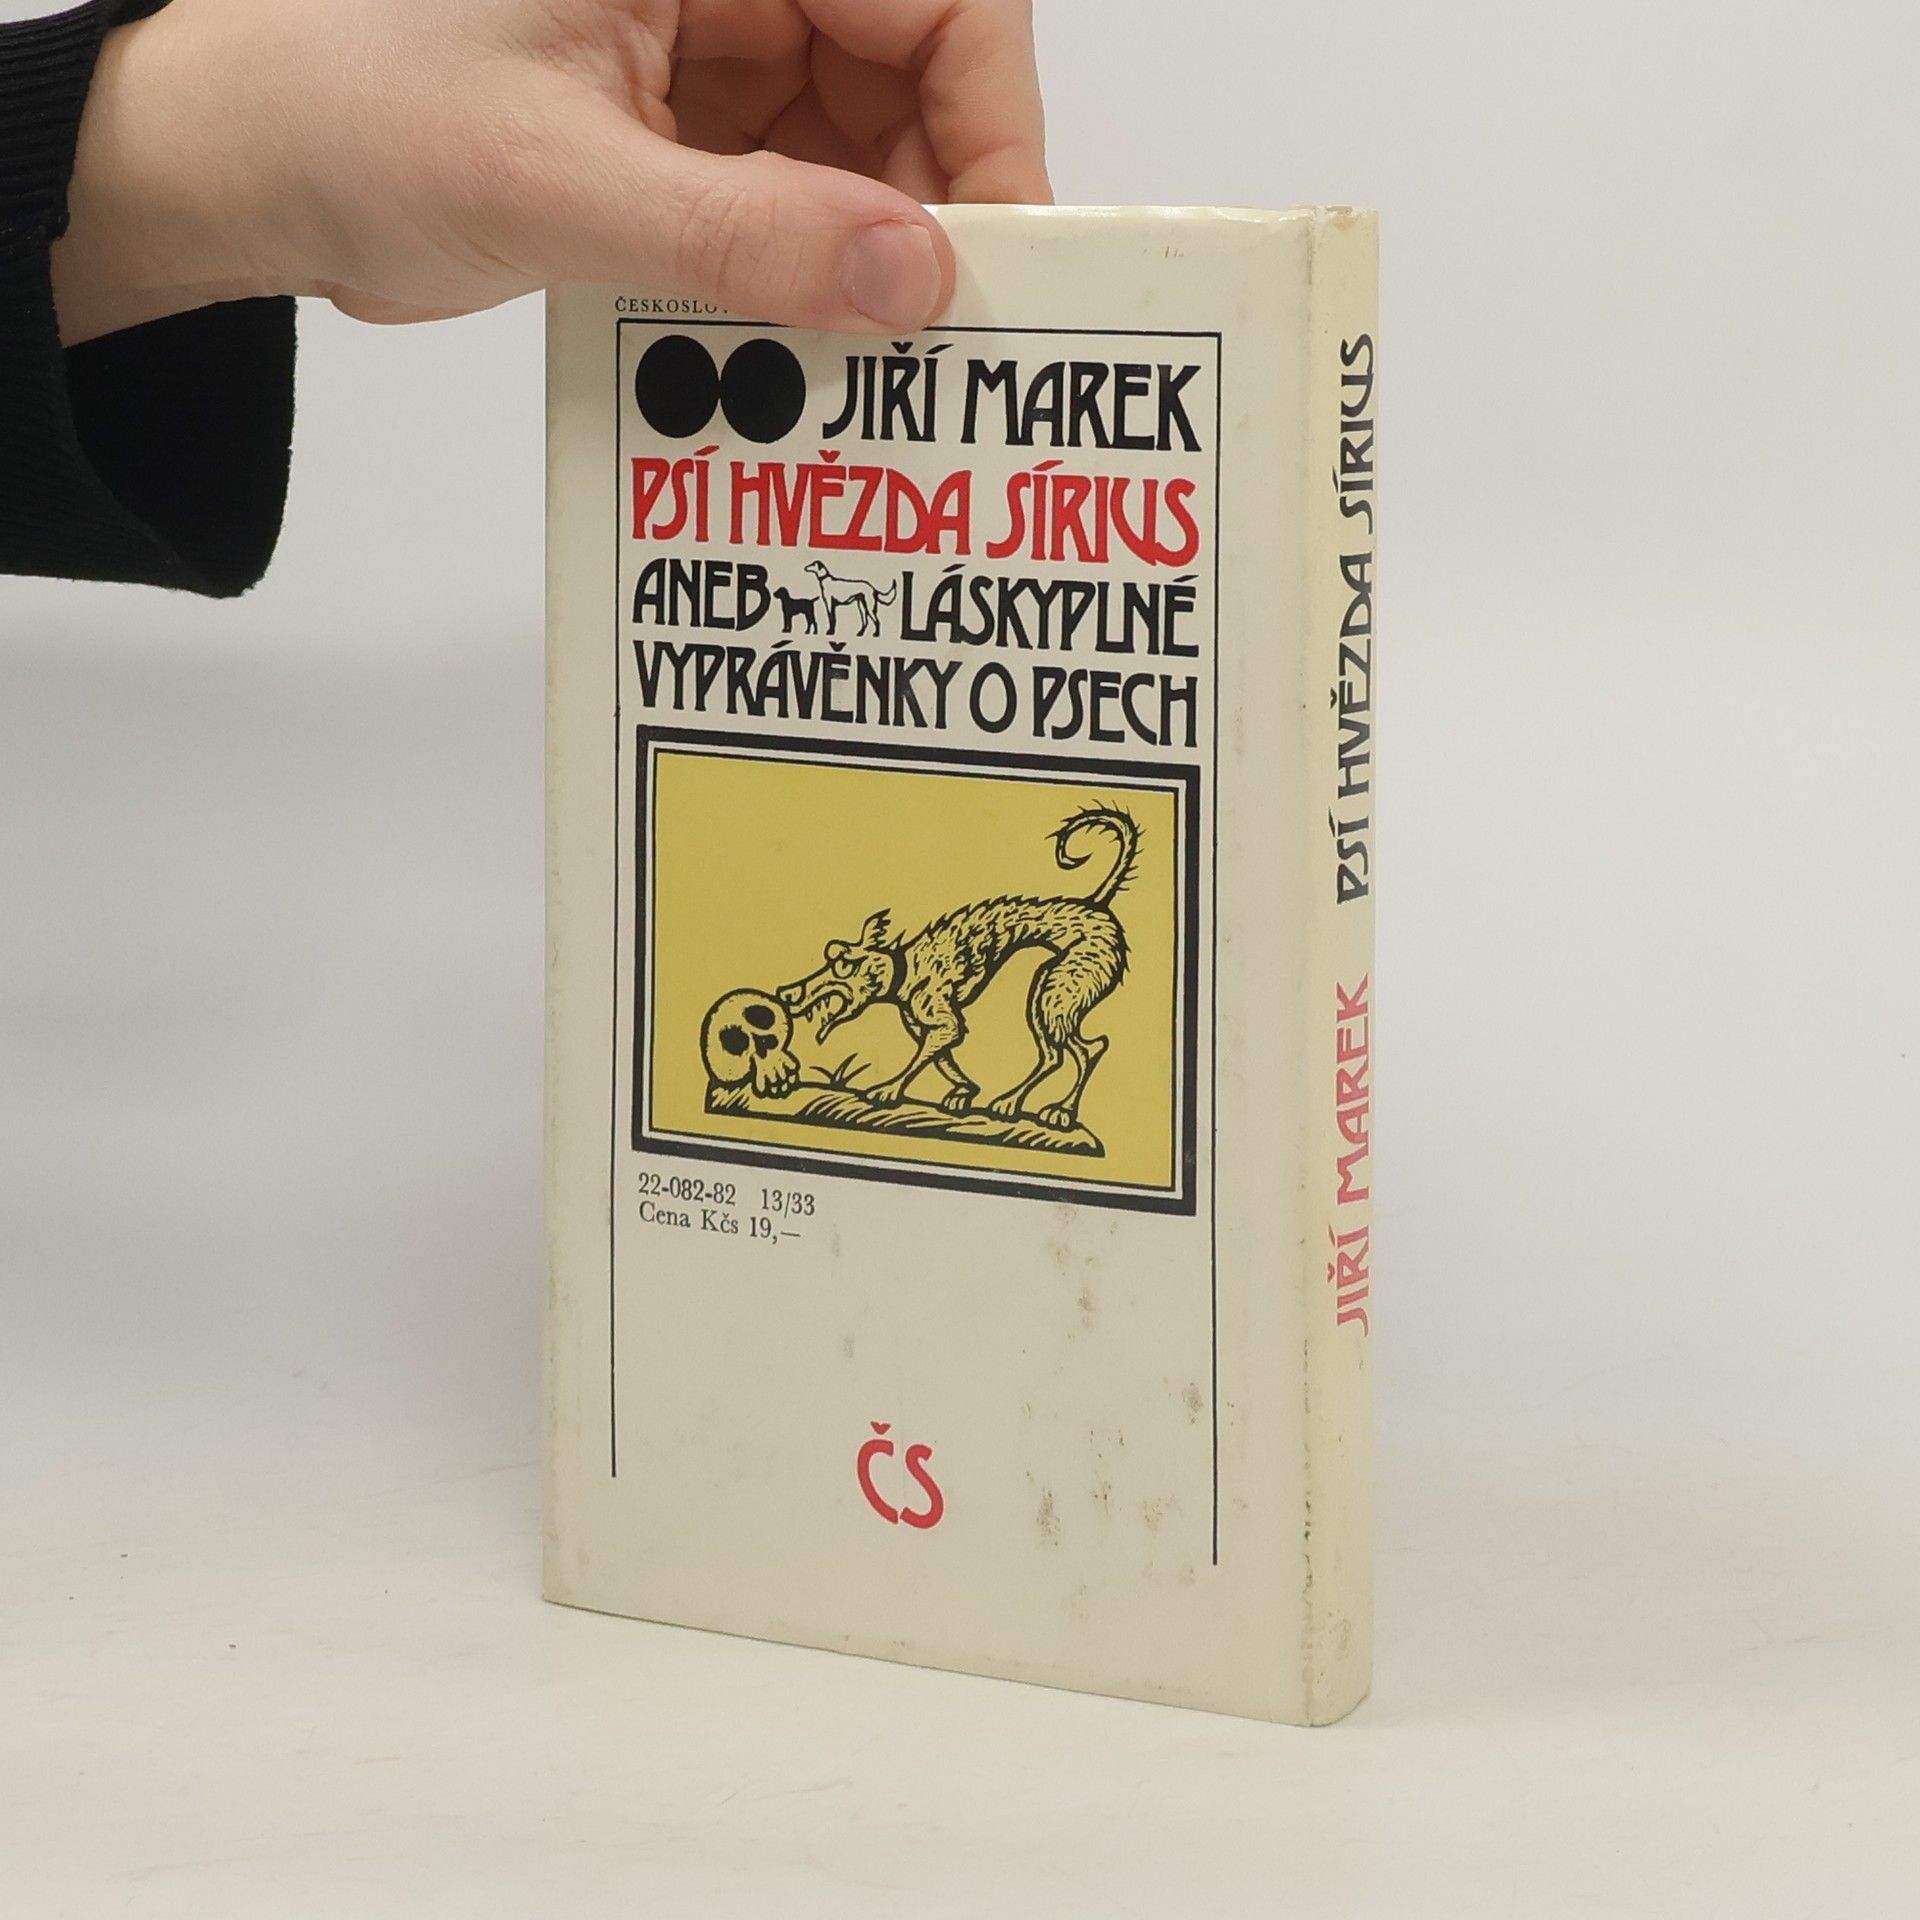 JIŘÍ MAREK
PSÍ HVĚZDA SÍRIUS
ANEB LÁSKYPLNÉ
VYPRÁVĚNKY O PSECH
22-082-82 13/33
Cena Kčs 19,—
ČS
JIŘÍ MAREK PSÍ HVĚZDA SÍRIUS